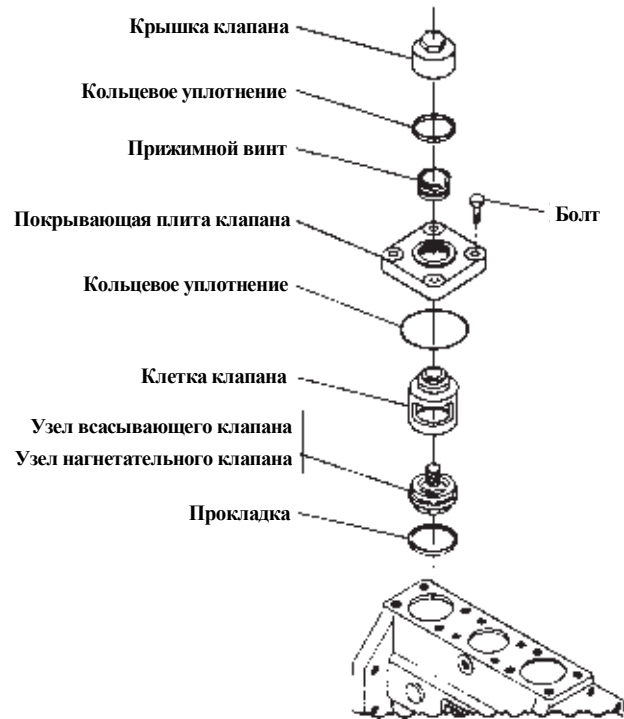 Крышка клапана
Кольцевое уплотнение
Прижимной винт
Болт
Покрывающая плита клапана
Кольцевое уплотнение
Клетка клапана
Узел всасывающего клапана
Узел нагнетательного клапана
Прокладка